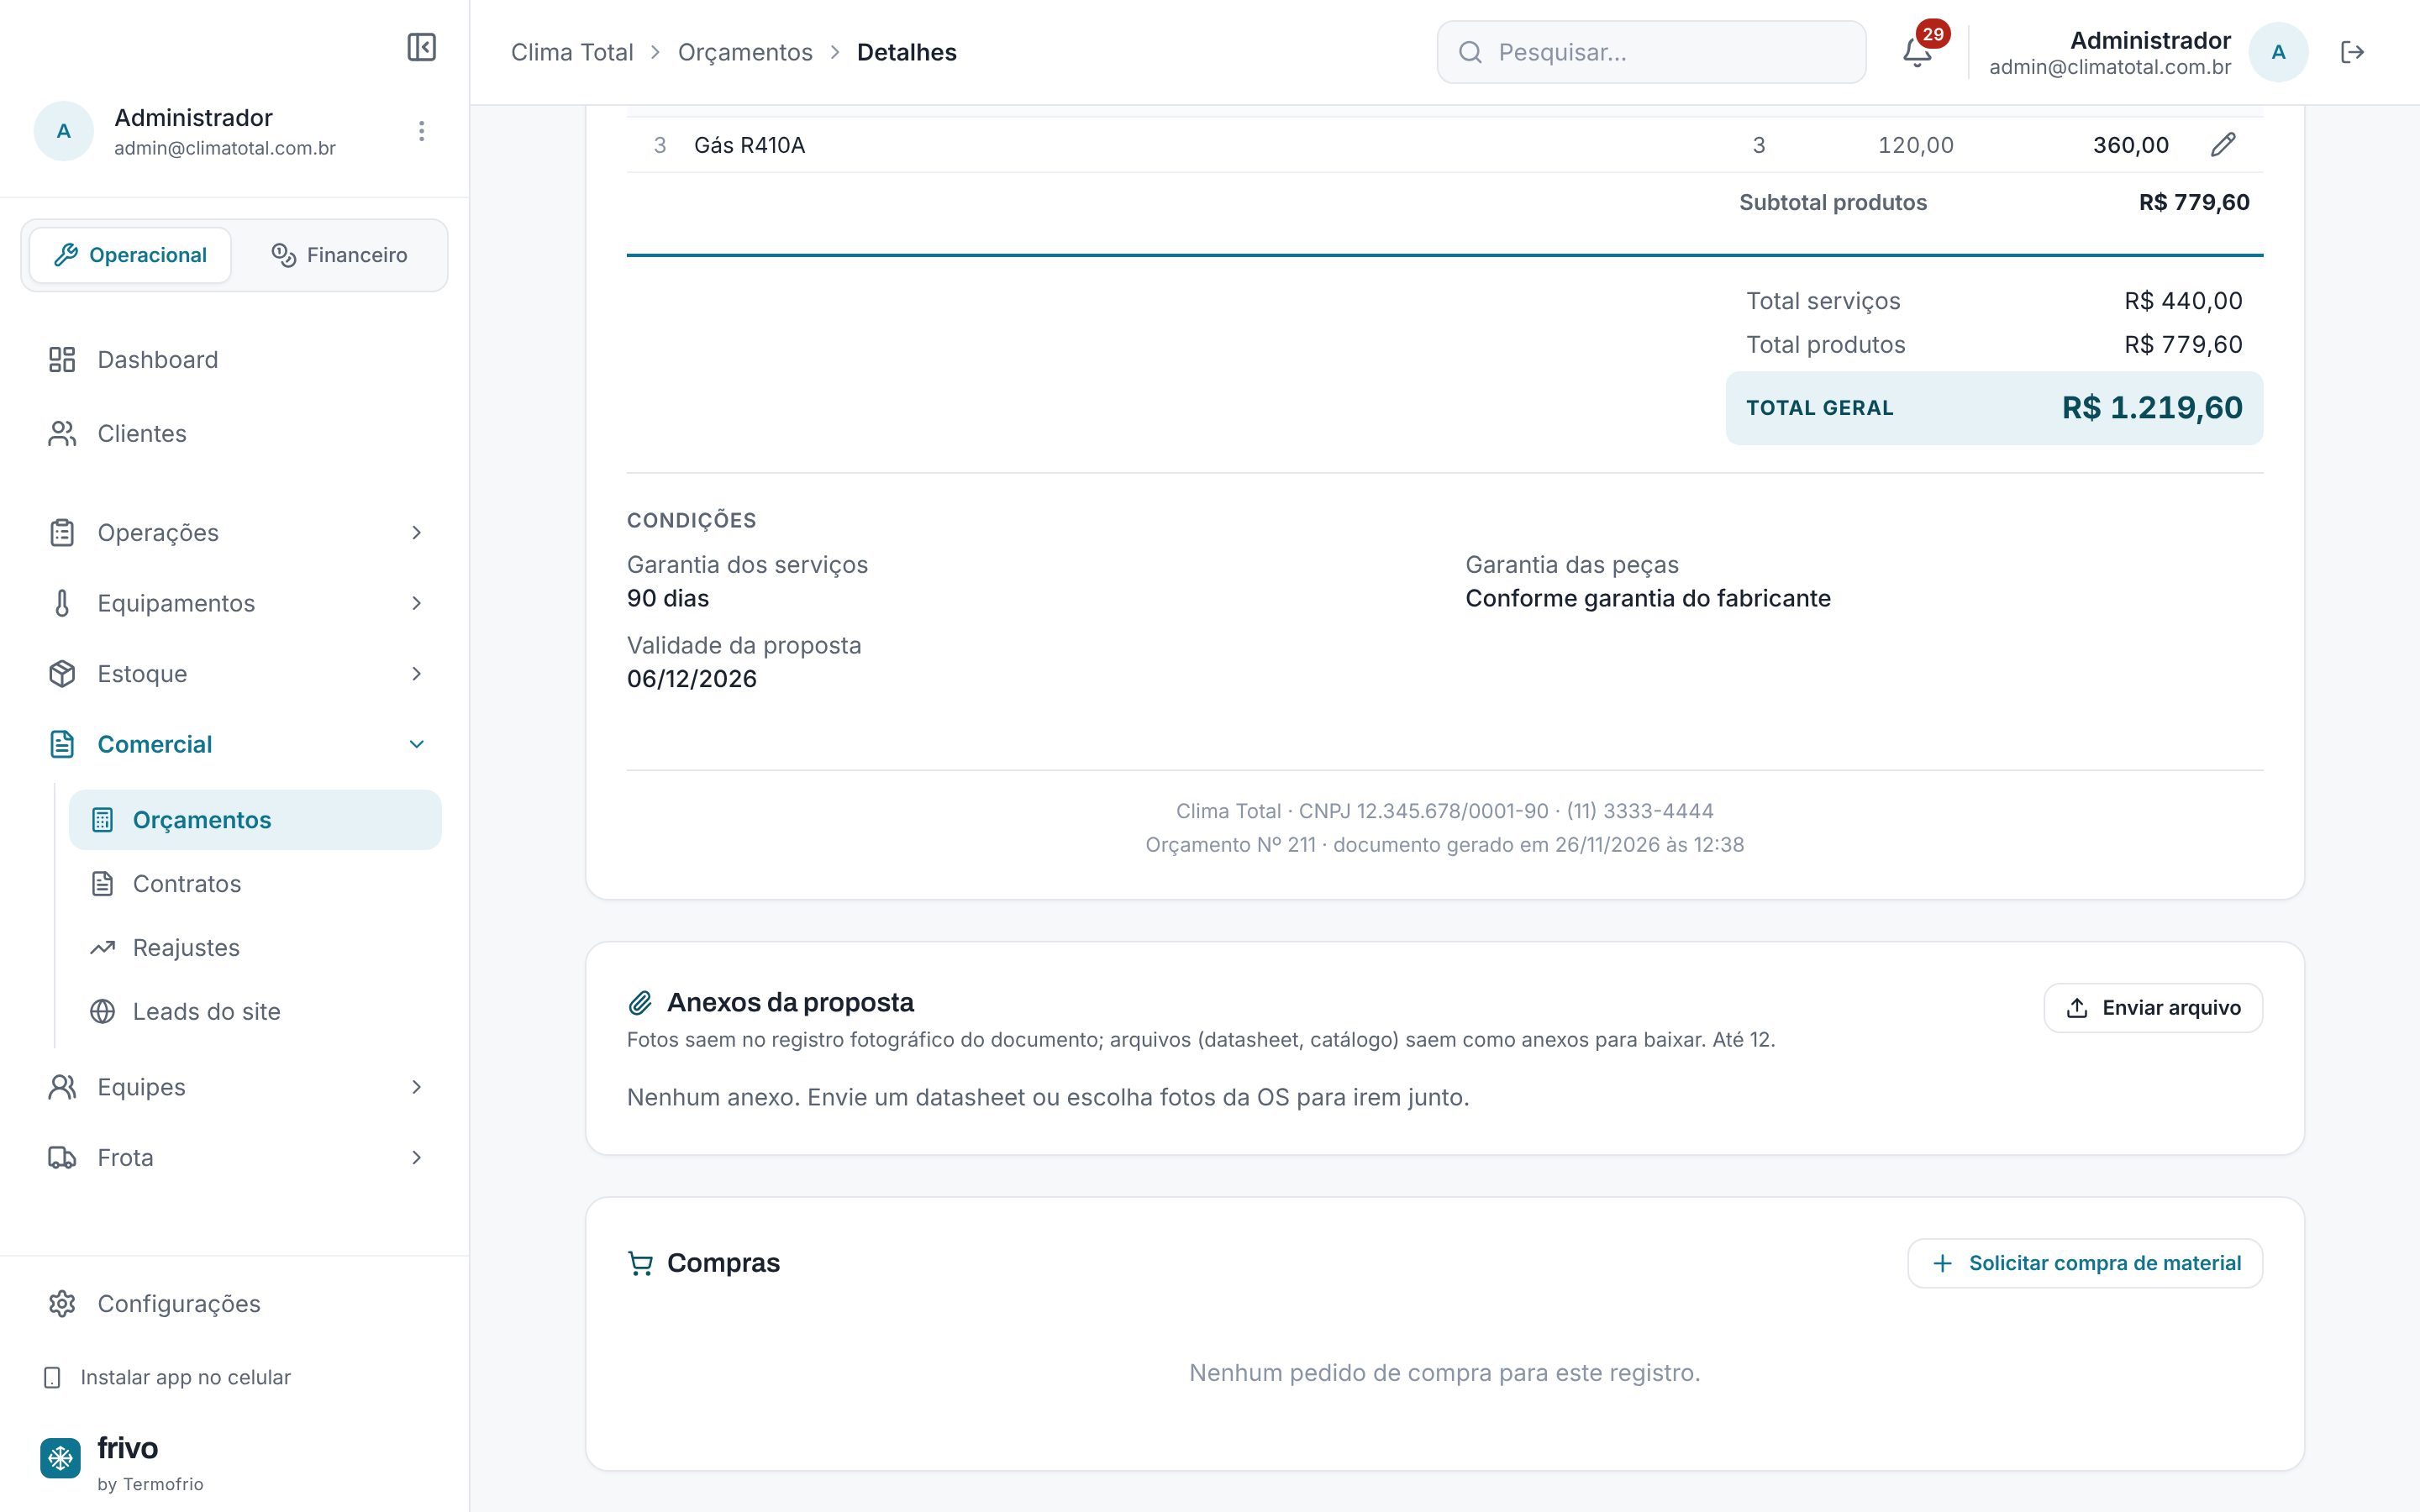 Administrador
admin@climatotal.com.br
A
Operacional
Financeiro
Dashboard
Clientes
Operações
Equipamentos
Estoque
Comercial
Orçamentos
Contratos
Reajustes
Leads do site
Equipes
Frota
Configurações
Instalar app no celular
frivo
by Termofrio
Clima Total > Orçamentos > Detalhes
Pesquisar...
29
Administrador
admin@climatotal.com.br
A
3 Gás R410A 3 120,00 360,00
Subtotal produtos R$ 779,60
Total serviços R$ 440,00
Total produtos R$ 779,60
TOTAL GERAL R$ 1.219,60
CONDIÇÕES
Garantia dos serviços
90 dias
Garantia das peças
Conforme garantia do fabricante
Validade da proposta
06/12/2026
Clima Total · CNPJ 12.345.678/0001-90 · (11) 3333-4444
Orçamento Nº 211 · documento gerado em 26/11/2026 às 12:38
Anexos da proposta
Enviar arquivo
Fotos saem no registro fotográfico do documento; arquivos (datasheet, catálogo) saem como anexos para baixar. Até 12.
Nenhum anexo. Envie um datasheet ou escolha fotos da OS para irem junto.
Compras
Solicitar compra de material
Nenhum pedido de compra para este registro.